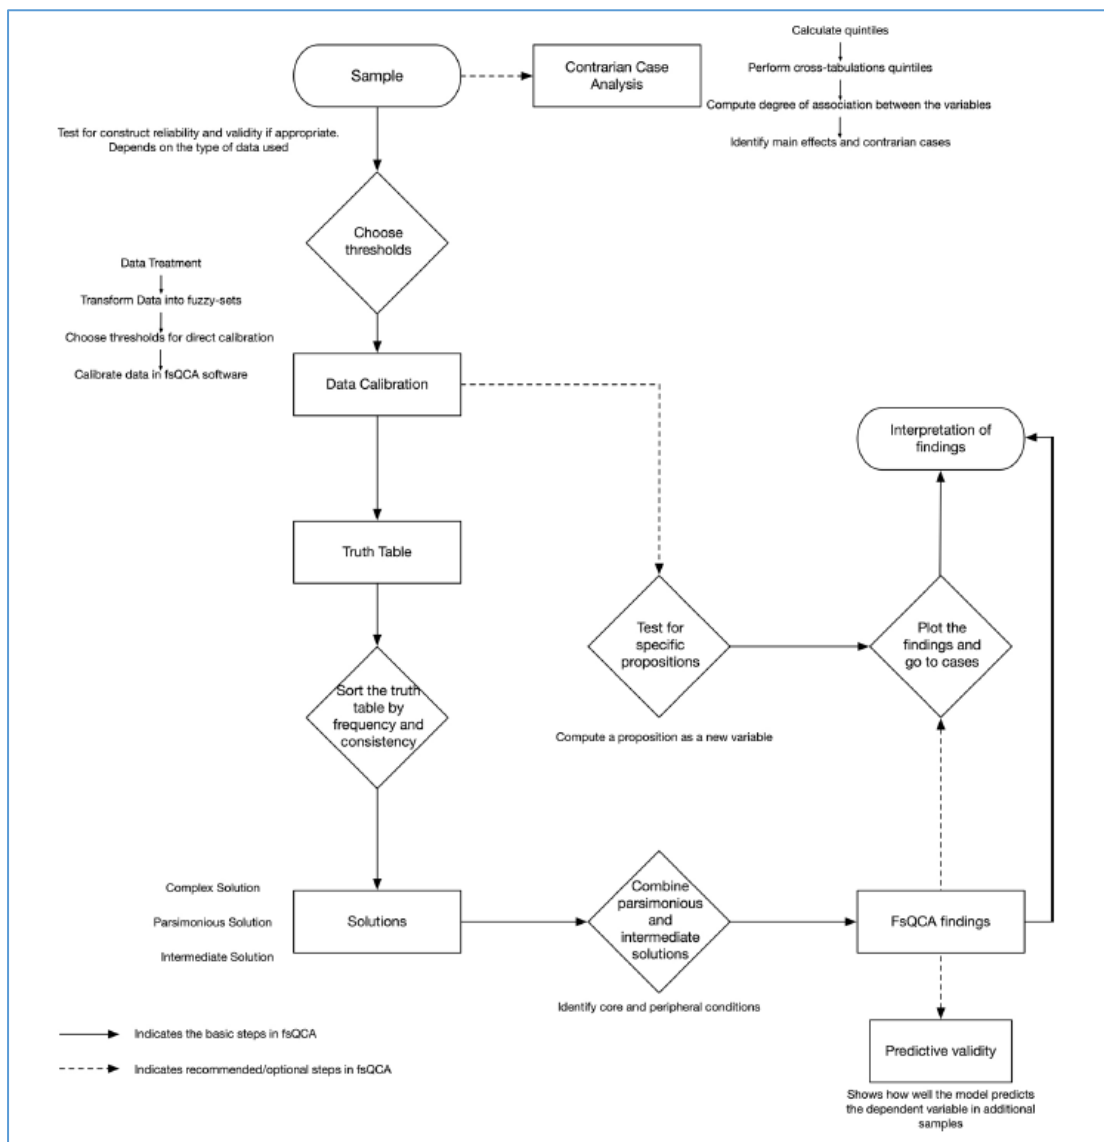 Sample
Contrarian Case
Analysis
Calculate quintiles
Perform cross-tabulations quintiles
Compute degree of association between the variables
Identify main effects and contrarian cases
Test for construct reliability and validity if appropriate.
Depends on the type of data used
Choose
thresholds
Data Treatment
Transform Data into fuzzy-sets
Choose thresholds for direct calibration
Calibrate data in fsQCA software
Data Calibration
Interpretation of
findings
Truth Table
Test for
specific
propositions
Plot the
findings and
go to cases
Sort the truth
table by
frequency and
consistency
Compute a proposition as a new variable
Complex Solution
Parsimonious Solution
Intermediate Solution
Solutions
Combine
parsimonious
and
intermediate
solutions
FsQCA findings
Identify core and peripheral conditions
Indicates the basic steps in fsQCA
Indicates recommended/optional steps in fsQCA
Predictive validity
Shows how well the model predicts
the dependent variable in additional
samples